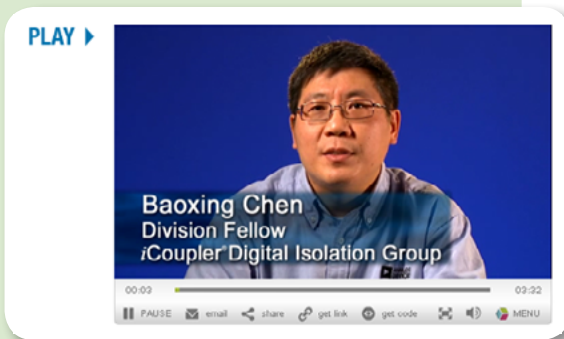 PLAY
Baoxing Chen
Division Fellow
iCoupler® Digital Isolation Group
00:03 03:22
PAUSE email share get link get code MENU